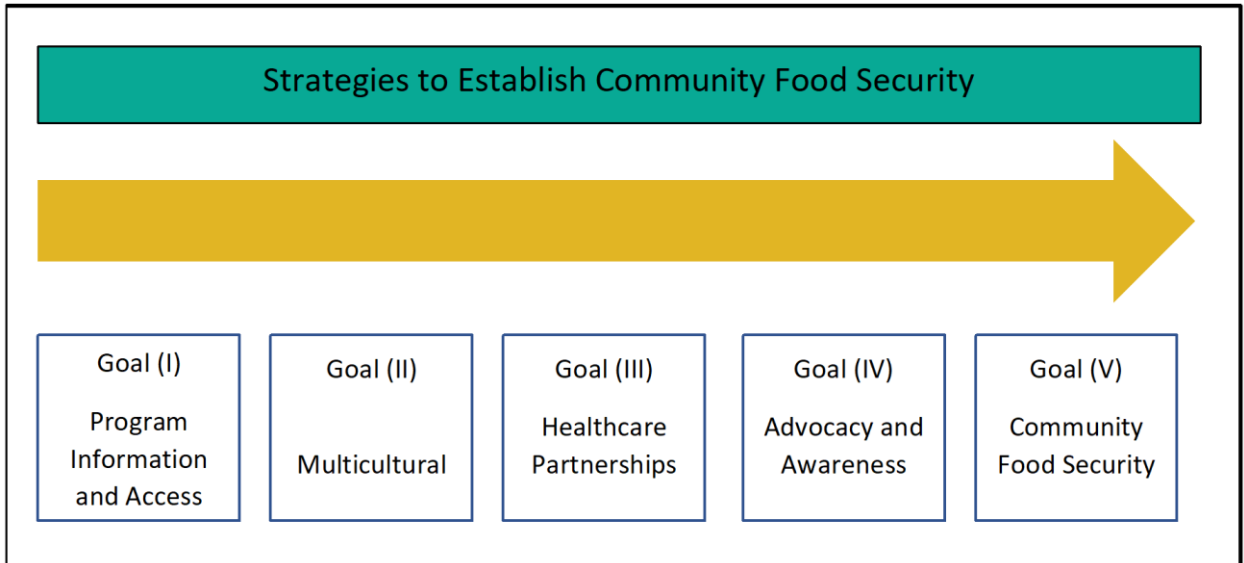 Strategies to Establish Community Food Security
Goal (I)
Program
Information
and Access
Goal (II)
Multicultural
Goal (III)
Healthcare
Partnerships
Goal (IV)
Advocacy and
Awareness
Goal (V)
Community
Food Security